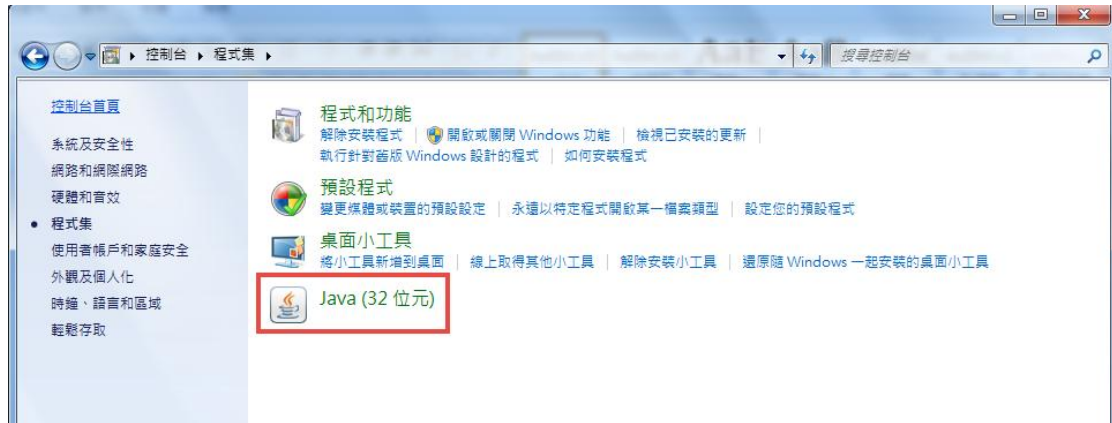 控制台 ▸ 程式集 ▸
搜尋控制台
控制台首頁
系統及安全性
網路和網際網路
硬體和音效
程式集
使用者帳戶和家庭安全
外觀及個人化
時鐘、語言和區域
輕鬆存取
程式和功能
解除安裝程式 | 開啟或關閉 Windows 功能 | 檢視已安裝的更新 |
執行針對舊版 Windows 設計的程式 | 如何安裝程式
預設程式
變更媒體或裝置的預設設定 | 永遠以特定程式開啟某一檔案類型 | 設定您的預設程式
桌面小工具
將小工具新增到桌面 | 線上取得其他小工具 | 解除安裝小工具 | 還原隨 Windows 一起安裝的桌面小工具
Java (32 位元)